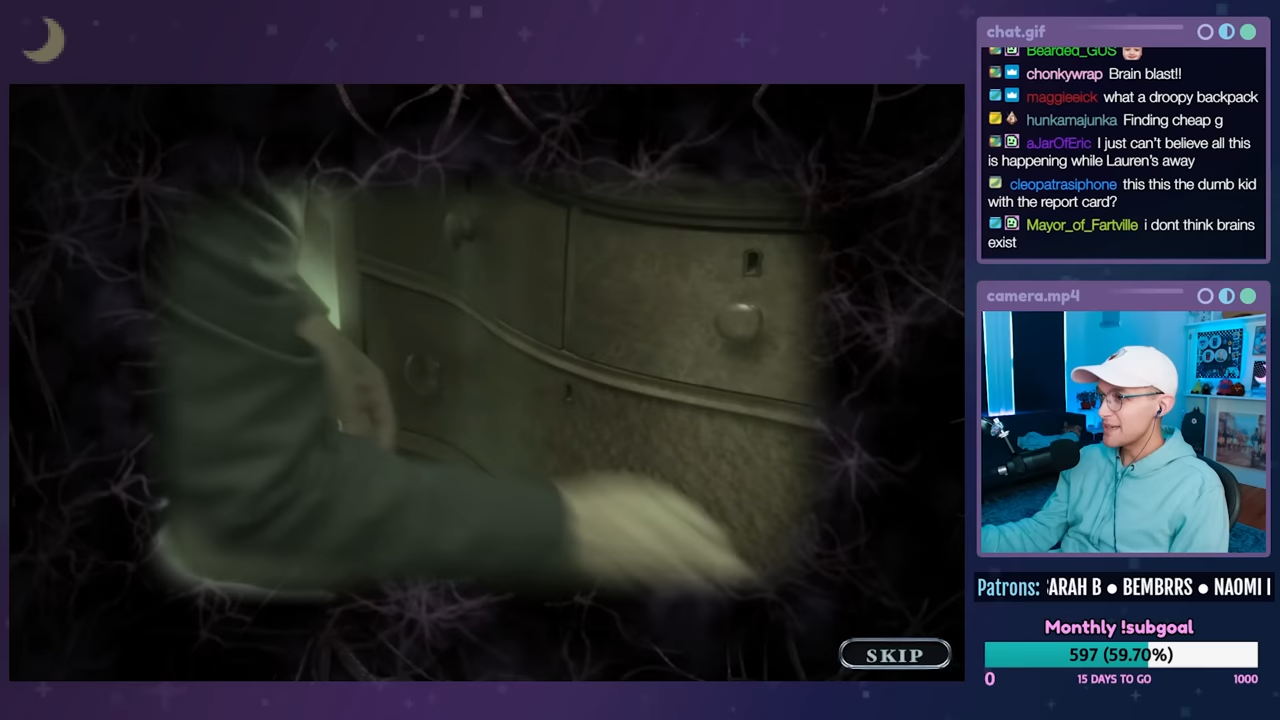 chat.gif
Bearded_GUS
chonkywrap Brain blast!!
maggieeick what a droopy backpack
hunkamajunka Finding cheap g
aJarOfEric I just can't believe all this
is happening while Lauren's away
cleopatrasiphone this this the dumb kid
with the report card?
Mayor_of_Fartville i dont think brains
exist
camera.mp4
Patrons: ARAH B ● BEMBRRS ● NAOMI
Monthly !subgoal
597 (59.70%)
0 15 DAYS TO GO 1000
SKIP